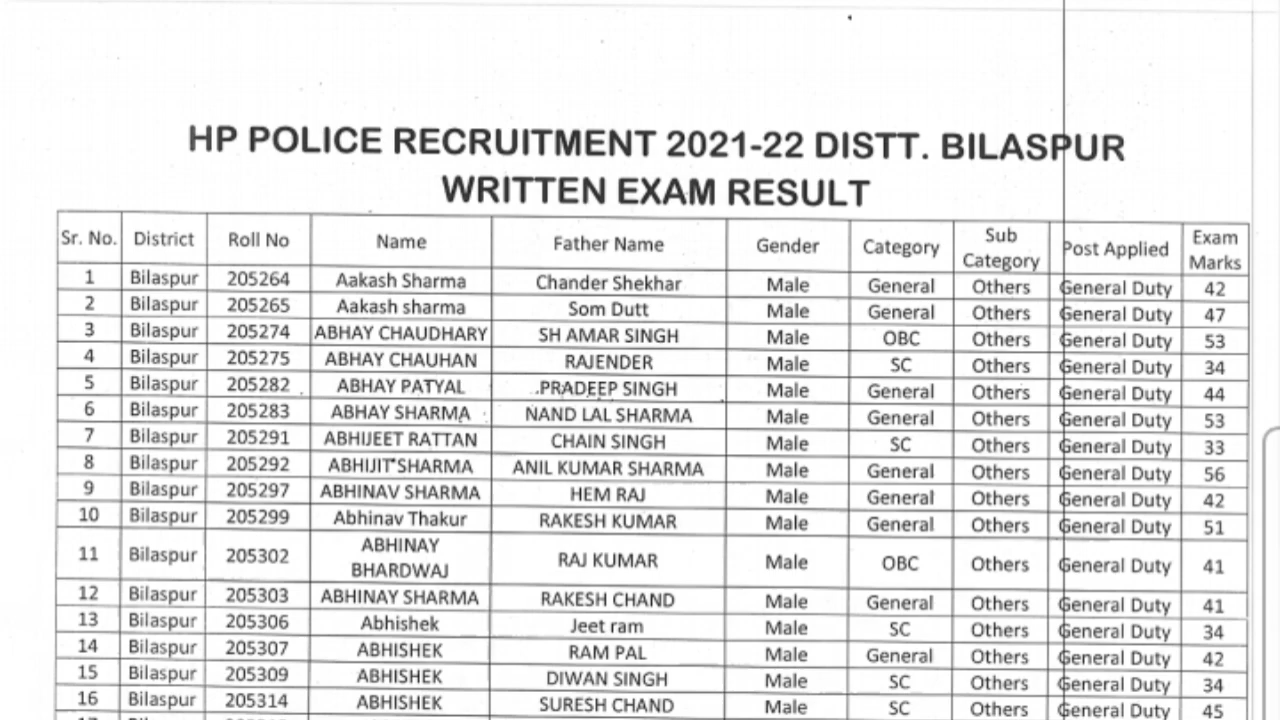 HP POLICE RECRUITMENT 2021-22 DISTT. BILASPUR
WRITTEN EXAM RESULT
Sr. No. District Roll No Name Father Name Gender Category Sub Category Post Applied Exam Marks
1 Bilaspur 205264 Aakash Sharma Chander Shekhar Male General Others General Duty 42
2 Bilaspur 205265 Aakash sharma Som Dutt Male General Others General Duty 47
3 Bilaspur 205274 ABHAY CHAUDHARY SH AMAR SINGH Male OBC Others General Duty 53
4 Bilaspur 205275 ABHAY CHAUHAN RAJENDER Male SC Others General Duty 34
5 Bilaspur 205282 ABHAY PATYAL PRADEEP SINGH Male General Others General Duty 44
6 Bilaspur 205283 ABHAY SHARMA NAND LAL SHARMA Male General Others General Duty 53
7 Bilaspur 205291 ABHIJEET RATTAN CHAIN SINGH Male SC Others General Duty 33
8 Bilaspur 205292 ABHIJIT SHARMA ANIL KUMAR SHARMA Male General Others General Duty 56
9 Bilaspur 205297 ABHINAV SHARMA HEM RAJ Male General Others General Duty 42
10 Bilaspur 205299 Abhinav Thakur RAKESH KUMAR Male General Others General Duty 51
11 Bilaspur 205302 ABHINAY BHARDWAJ RAJ KUMAR Male OBC Others General Duty 41
12 Bilaspur 205303 ABHINAY SHARMA RAKESH CHAND Male General Others General Duty 41
13 Bilaspur 205306 Abhishek Jeet ram Male SC Others General Duty 34
14 Bilaspur 205307 ABHISHEK RAM PAL Male General Others General Duty 42
15 Bilaspur 205309 ABHISHEK DIWAN SINGH Male SC Others General Duty 34
16 Bilaspur 205314 ABHISHEK SURESH CHAND Male SC Others General Duty 45